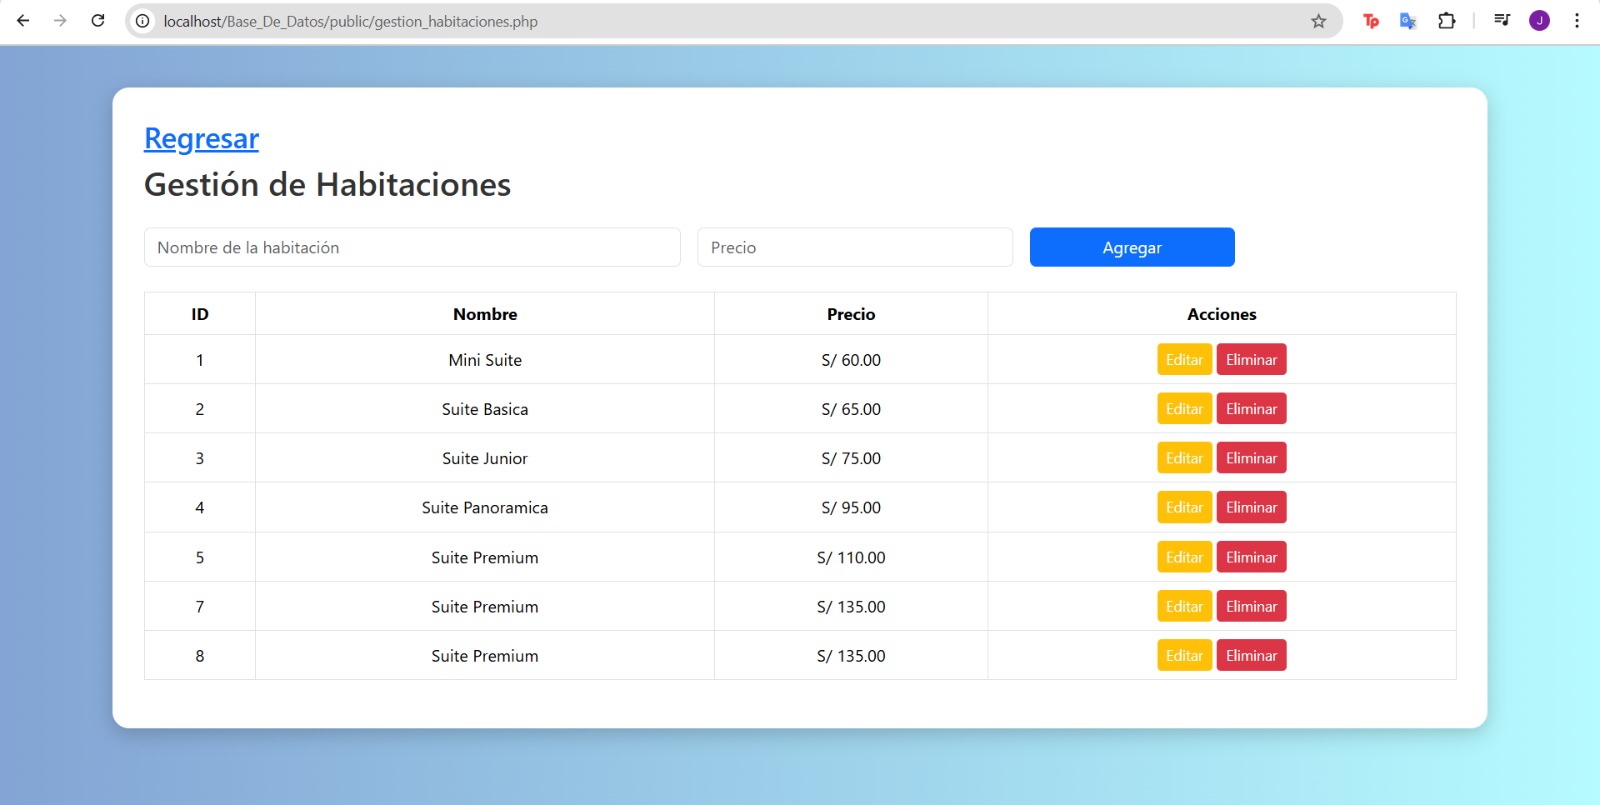 localhost/Base_De_Datos/public/gestion_habitaciones.php
Tp
G
J
Regresar
Gestión de Habitaciones
Nombre de la habitación Precio Agregar
ID Nombre Precio Acciones
1 Mini Suite S/ 60.00 Editar Eliminar
2 Suite Basica S/ 65.00 Editar Eliminar
3 Suite Junior S/ 75.00 Editar Eliminar
4 Suite Panoramica S/ 95.00 Editar Eliminar
5 Suite Premium S/ 110.00 Editar Eliminar
7 Suite Premium S/ 135.00 Editar Eliminar
8 Suite Premium S/ 135.00 Editar Eliminar